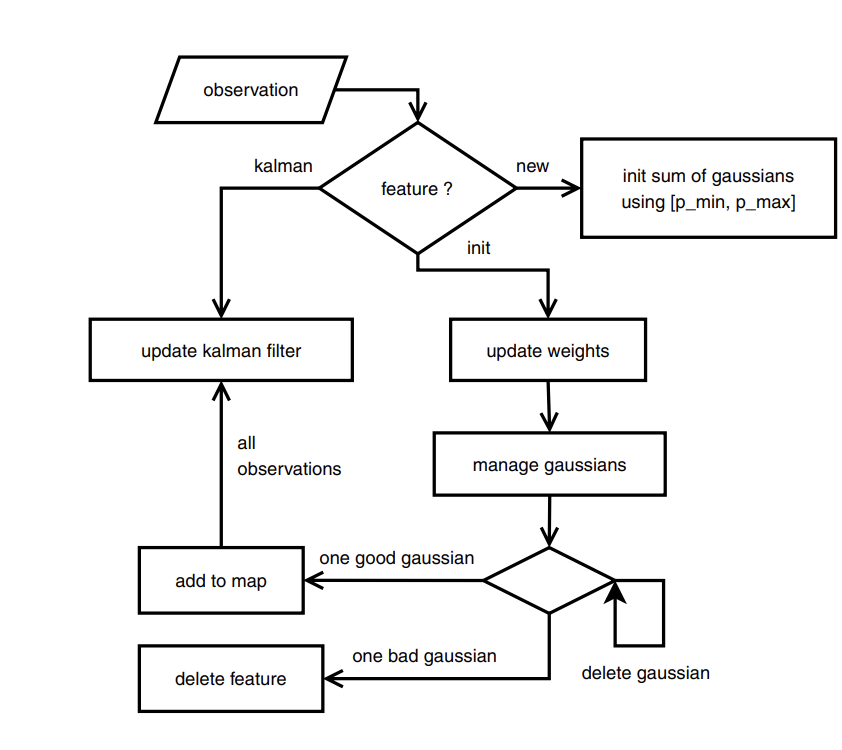 observation
kalman
feature ?
new
init sum of gaussians
using [p_min, p_max]
init
update kalman filter
update weights
all
observations
manage gaussians
one good gaussian
add to map
one bad gaussian
delete feature
delete gaussian